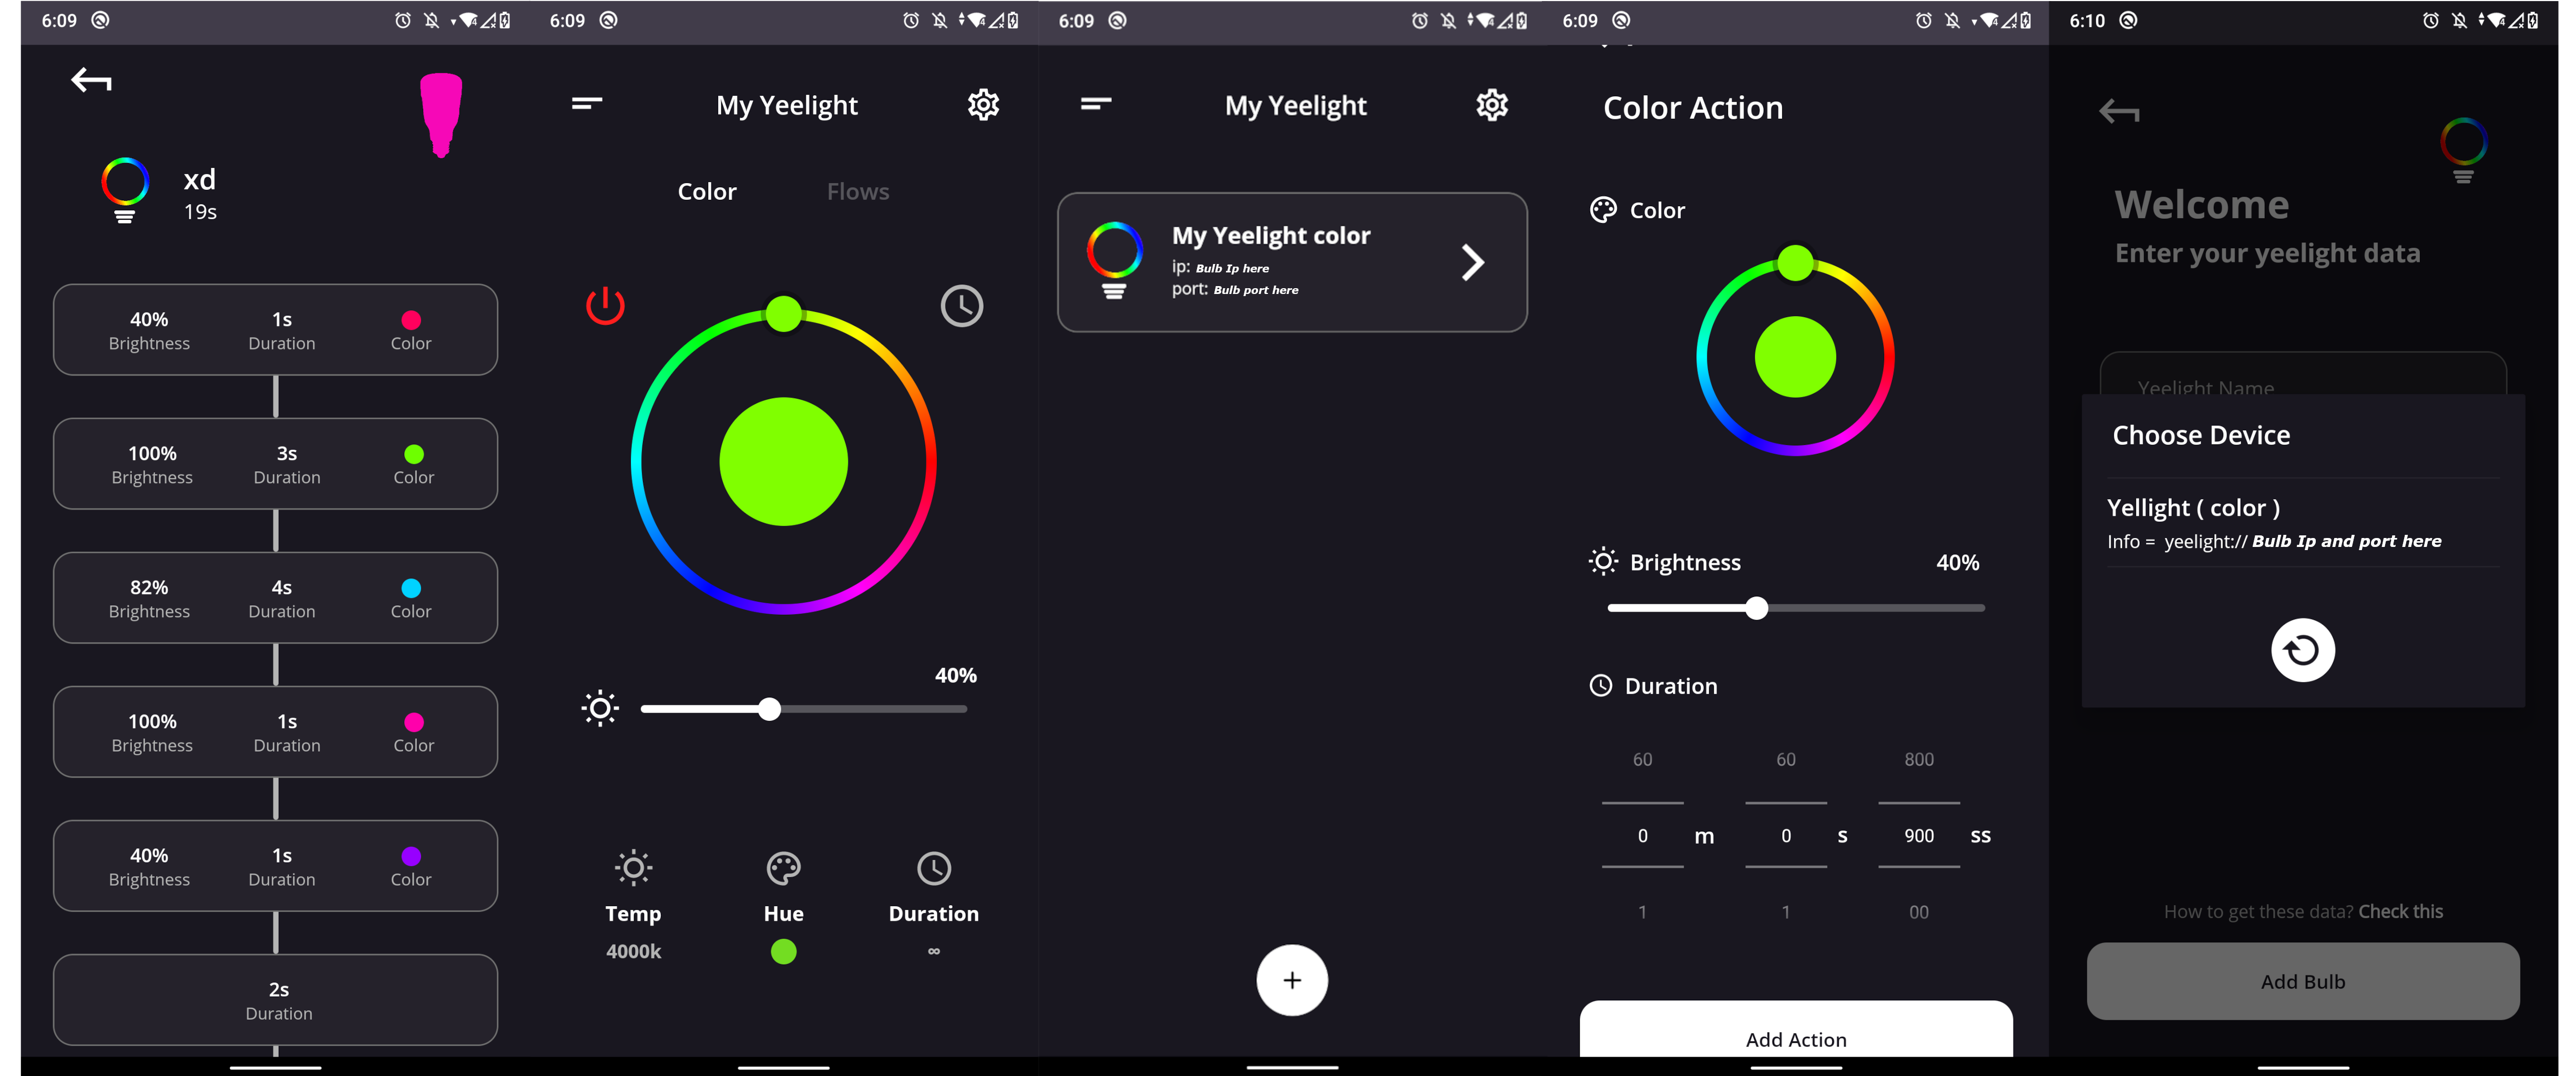 6:09
xd
19s
40%
Brightness
1s
Duration
Color
100%
Brightness
3s
Duration
Color
82%
Brightness
4s
Duration
Color
100%
Brightness
1s
Duration
Color
40%
Brightness
1s
Duration
Color
2s
Duration
6:09
My Yeelight
Color
Flows
40%
Temp
4000k
Hue
Duration
∞
6:09
My Yeelight
My Yeelight color
ip: Bulb Ip here
port: Bulb port here
+
6:09
Color Action
Color
Brightness
40%
Duration
60 60 800
0 m 0 s 900 ss
1 1 00
Add Action
6:10
Welcome
Enter your yeelight data
Yeelight Name
Choose Device
Yellight ( color )
Info = yeelight:// Bulb Ip and port here
How to get these data? Check this
Add Bulb